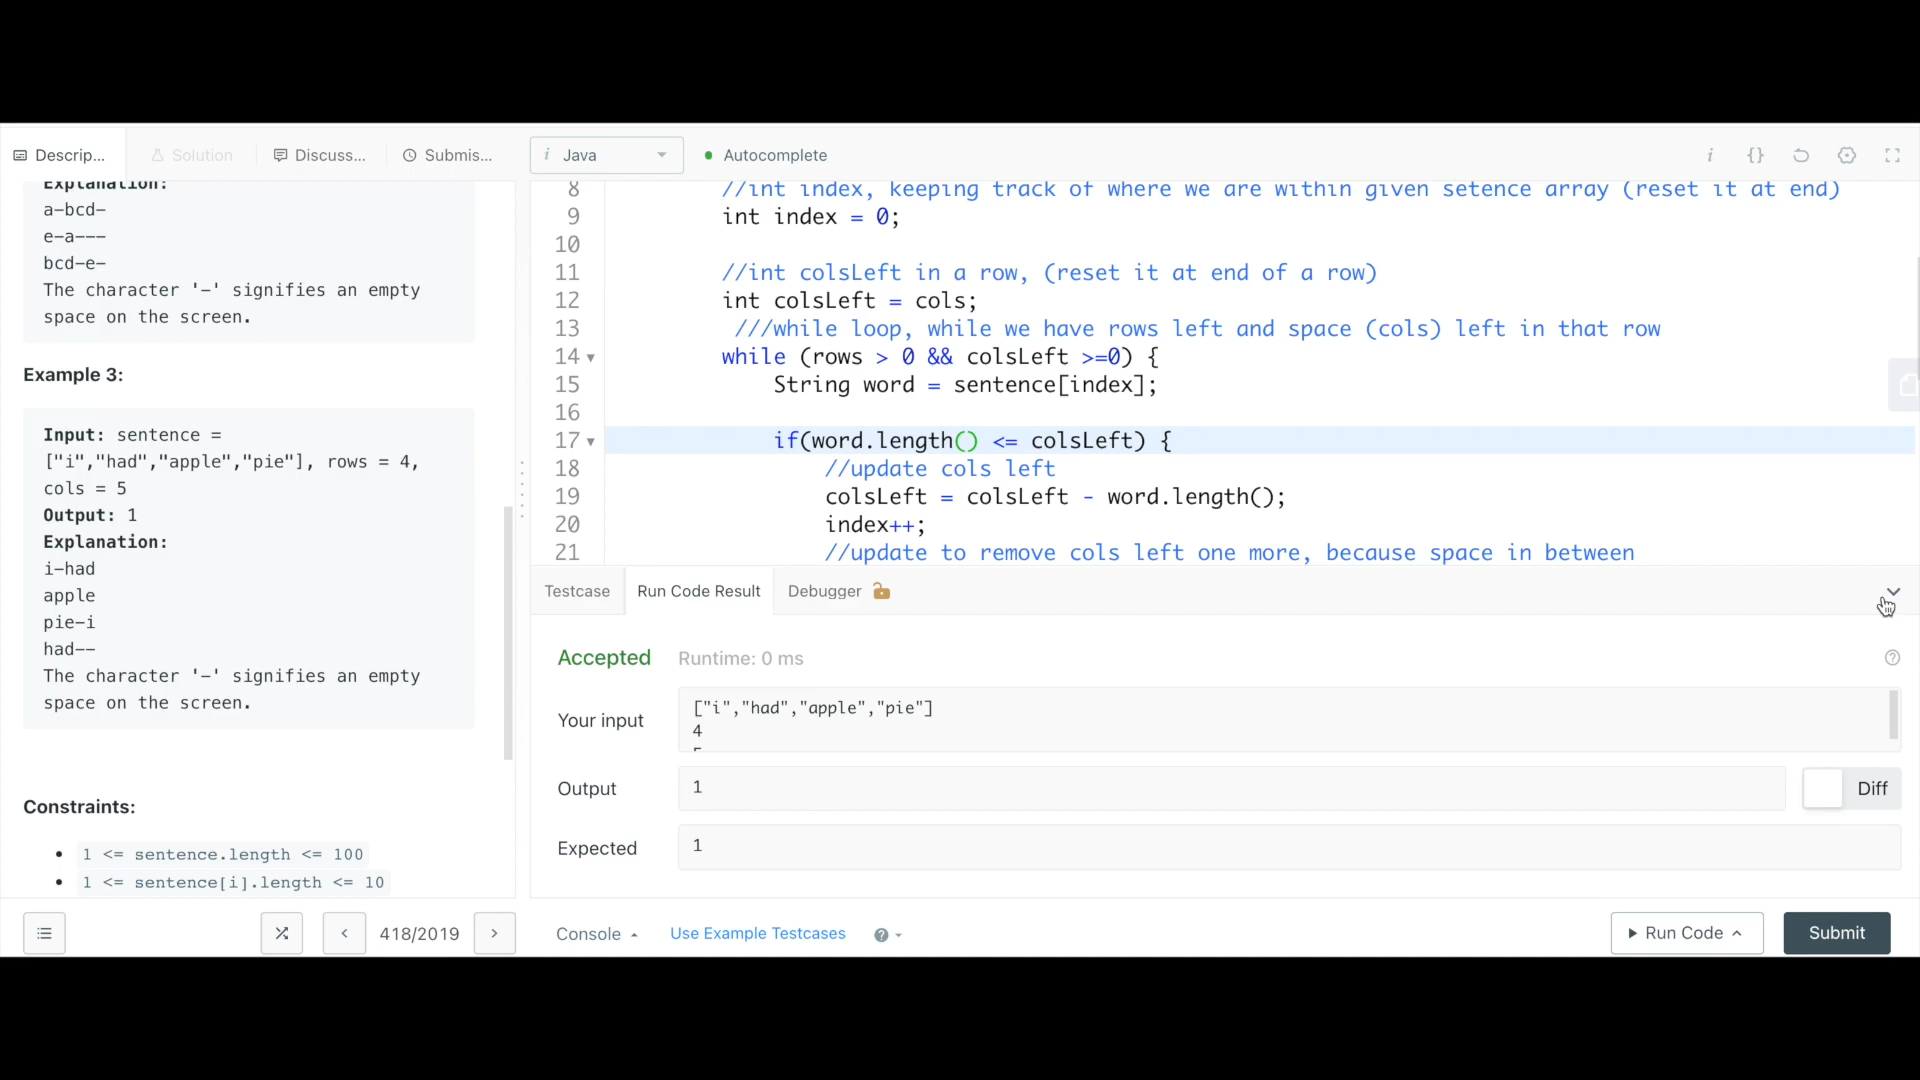 Descrip...
Solution
Discuss...
Submis...
i Java
Autocomplete
Explanation:
a-bcd-
e-a---
bcd-e-
The character '-' signifies an empty
space on the screen.
Example 3:
Input: sentence =
["i","had","apple","pie"], rows = 4,
cols = 5
Output: 1
Explanation:
i-had
apple
pie-i
had--
The character '-' signifies an empty
space on the screen.
Constraints:
• 1 <= sentence.length <= 100
• 1 <= sentence[i].length <= 10
418/2019
8 //int index, keeping track of where we are within given setence array (reset it at end)
9 int index = 0;
10
11 //int colsLeft in a row, (reset it at end of a row)
12 int colsLeft = cols;
13 ///while loop, while we have rows left and space (cols) left in that row
14 while (rows > 0 && colsLeft >=0) {
15 String word = sentence[index];
16
17 if(word.length() <= colsLeft) {
18 //update cols left
19 colsLeft = colsLeft - word.length();
20 index++;
21 //update to remove cols left one more, because space in between
Testcase
Run Code Result
Debugger
Accepted Runtime: 0 ms
Your input
["i","had","apple","pie"]
4
Output
1
Diff
Expected
1
Console
Use Example Testcases
Run Code
Submit